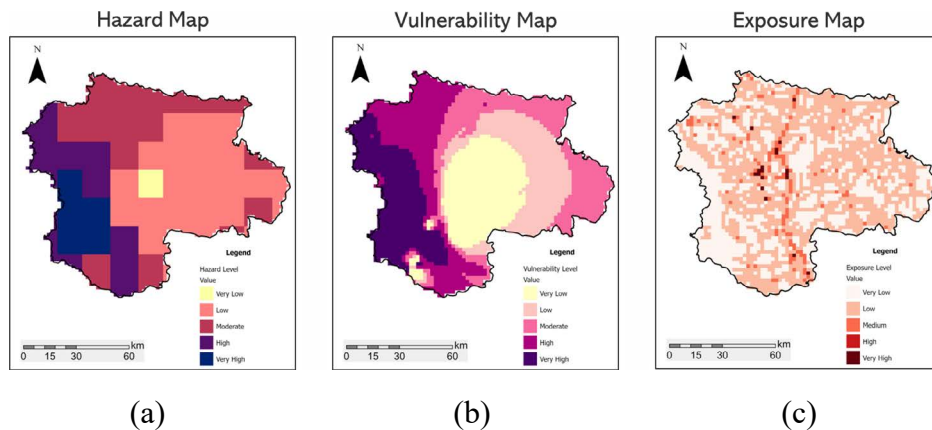 Hazard Map
N
Legend
Hazard Level
Value
Very Low
Low
Moderate
High
Very High
0 15 30 60 km
(a)
Vulnerability Map
N
Legend
Vulnerability Level
Value
Very Low
Low
Moderate
High
Very High
0 15 30 60 km
(b)
Exposure Map
N
Legend
Exposure Level
Value
Very Low
Low
Medium
High
Very High
0 15 30 60 km
(c)